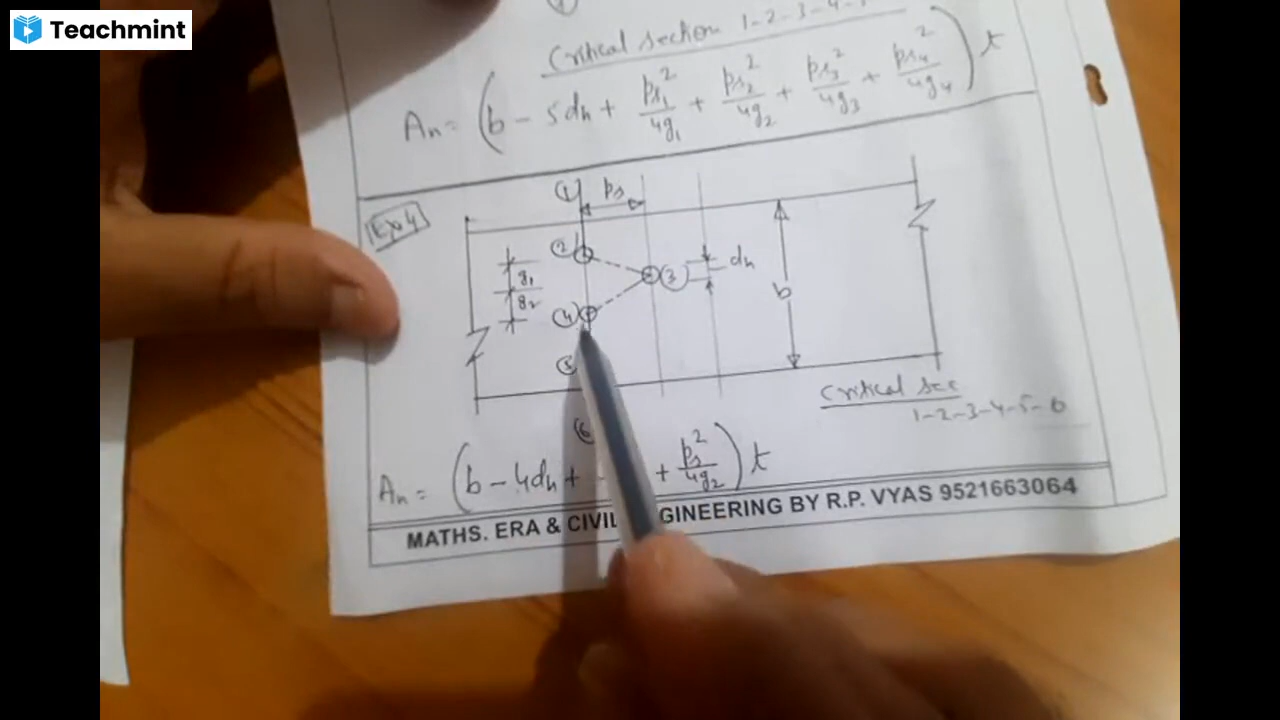 Teachmint
Critical section 1-2-3-4-5
An = (b - 5dh + ps₁²/4g₁ + ps₂²/4g₂ + ps₃²/4g₃ + ps₄²/4g₄) t
Ex 4
① ps
②
③ dh
g₁
g₂
④
b
⑤
Critical sec
1-2-3-4-5-6
⑥
An = (b - 4dh + + ps²/4g₂) t
MATHS. ERA & CIVIL GINEERING BY R.P. VYAS 9521663064